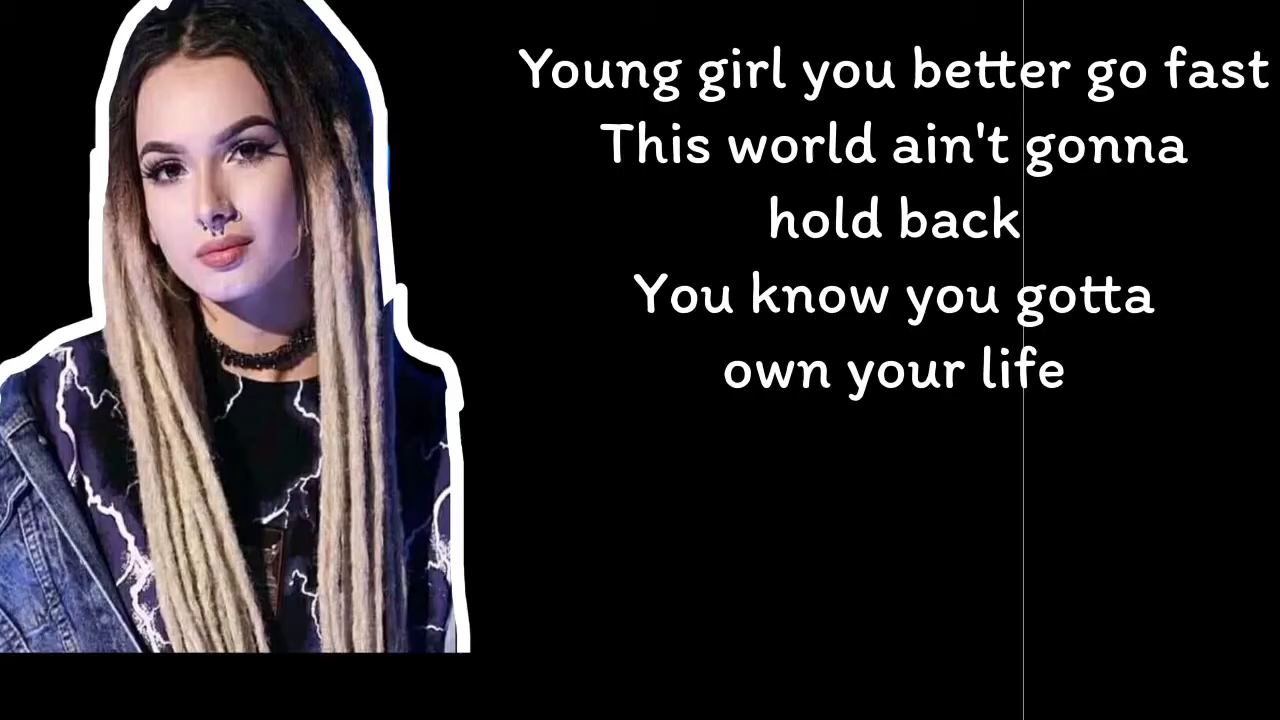 Young girl you better go fast
This world ain't gonna
hold back
You know you gotta
own your life